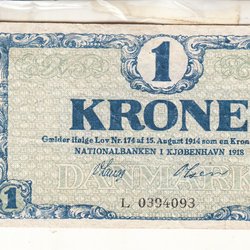 1
KRONE
Gælder ifølge Lov Nr. 174 af 15. August 1914 som en Kron
NATIONALBANKEN I KJØBENHAVN 1918
DANMARK
1
L. 0394093